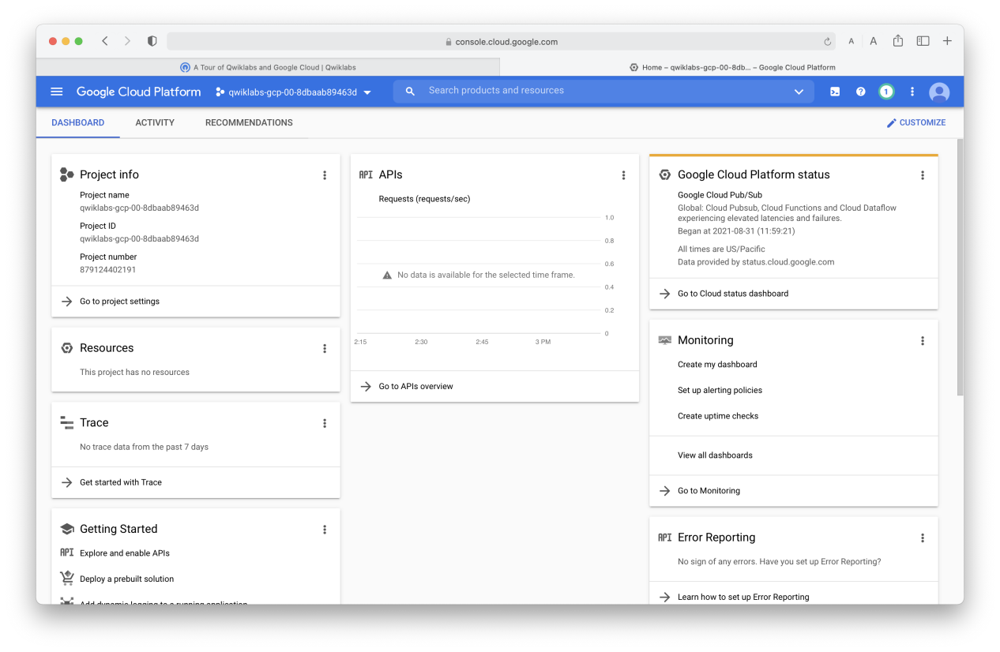 console.cloud.google.com
A A
A Tour of Qwiklabs and Google Cloud | Qwiklabs
Home – qwiklabs-gcp-00-8db... – Google Cloud Platform
Google Cloud Platform
qwiklabs-gcp-00-8dbaab89463d
Search products and resources
1
DASHBOARD
ACTIVITY
RECOMMENDATIONS
CUSTOMIZE
Project info
Project name
qwiklabs-gcp-00-8dbaab89463d
Project ID
qwiklabs-gcp-00-8dbaab89463d
Project number
879124402191
Go to project settings
Resources
This project has no resources
Trace
No trace data from the past 7 days
Get started with Trace
Getting Started
API Explore and enable APIs
Deploy a prebuilt solution
Add dynamic logging to a running application
API APIs
Requests (requests/sec)
1.0
0.8
0.6
No data is available for the selected time frame.
0.4
0.2
0
2:15 2:30 2:45 3 PM
Go to APIs overview
Google Cloud Platform status
Google Cloud Pub/Sub
Global: Cloud Pubsub, Cloud Functions and Cloud Dataflow
experiencing elevated latencies and failures.
Began at 2021-08-31 (11:59:21)
All times are US/Pacific
Data provided by status.cloud.google.com
Go to Cloud status dashboard
Monitoring
Create my dashboard
Set up alerting policies
Create uptime checks
View all dashboards
Go to Monitoring
API Error Reporting
No sign of any errors. Have you set up Error Reporting?
Learn how to set up Error Reporting